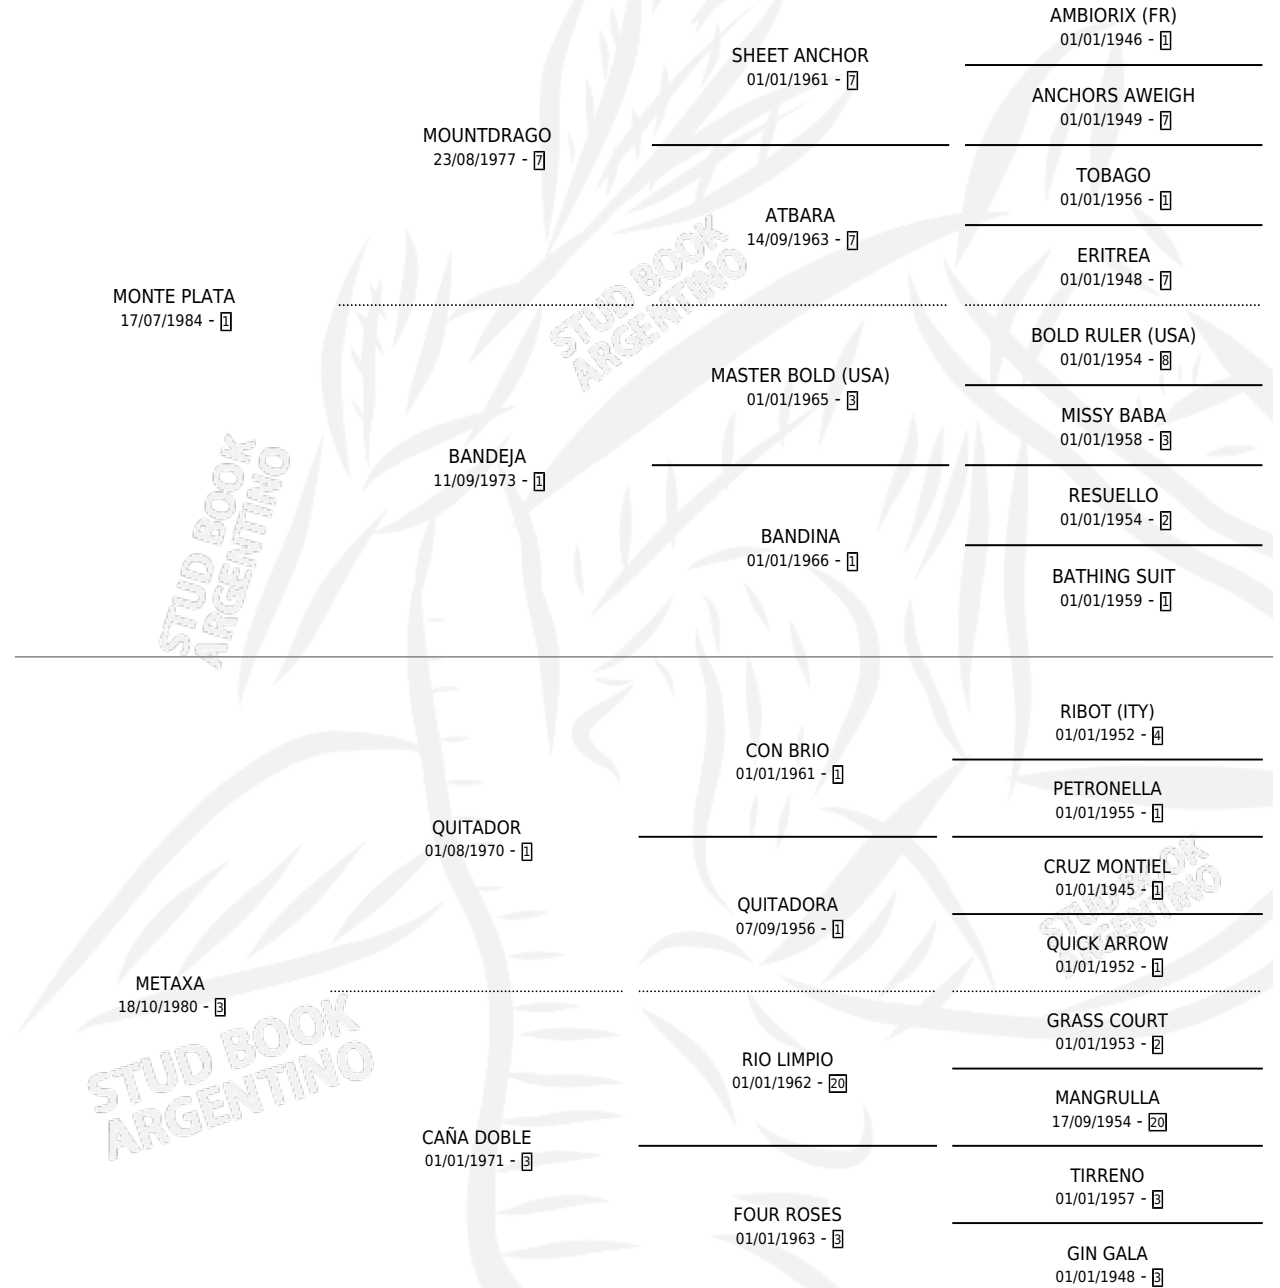 AMBIORIX (FR)
01/01/1946 - 1
SHEET ANCHOR
01/01/1961 - 7
ANCHORS AWEIGH
01/01/1949 - 7
MOUNTDRAGO
23/08/1977 - 7
TOBAGO
01/01/1956 - 1
ATBARA
14/09/1963 - 7
ERITREA
01/01/1948 - 7
MONTE PLATA
17/07/1984 - 1
STUD BOOK
ARGENTINO
BOLD RULER (USA)
01/01/1954 - 8
MASTER BOLD (USA)
01/01/1965 - 3
MISSY BABA
01/01/1958 - 3
BANDEJA
11/09/1973 - 1
RESUELLO
01/01/1954 - 2
BANDINA
01/01/1966 - 1
BATHING SUIT
01/01/1959 - 1
STUD BOOK
ARGENTINO
RIBOT (ITY)
01/01/1952 - 4
CON BRIO
01/01/1961 - 1
PETRONELLA
01/01/1955 - 1
QUITADOR
01/08/1970 - 1
CRUZ MONTIEL
01/01/1945 - 1
QUITADORA
07/09/1956 - 1
QUICK ARROW
01/01/1952 - 1
STUD BOOK
ARGENTINO
METAXA
18/10/1980 - 3
GRASS COURT
01/01/1953 - 2
RIO LIMPIO
01/01/1962 - 20
MANGRULLA
17/09/1954 - 20
CAÑA DOBLE
01/01/1971 - 3
TIRRENO
01/01/1957 - 3
FOUR ROSES
01/01/1963 - 3
GIN GALA
01/01/1948 - 3
STUD BOOK
ARGENTINO